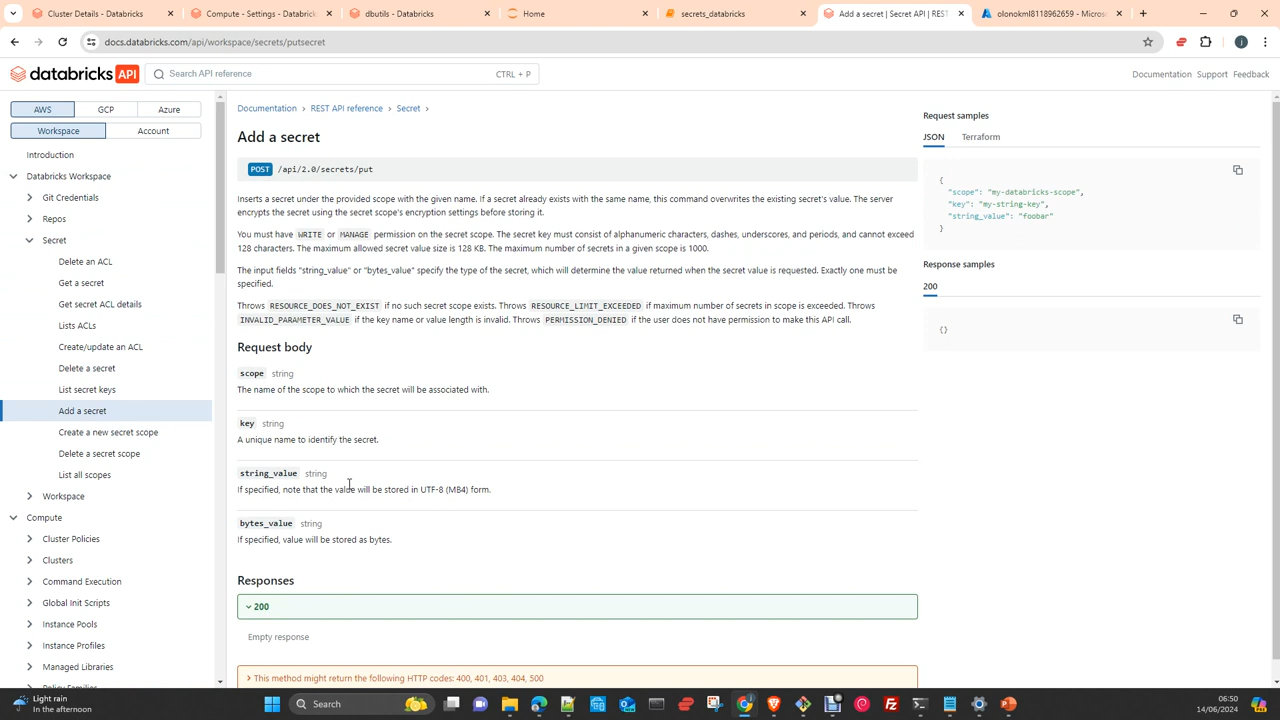 Cluster Details - Databricks
Compute - Settings - Databricks
dbutils - Databricks
Home
secrets_databricks
Add a secret | Secret API | REST
olonokml8118962659 - Microsoft
docs.databricks.com/api/workspace/secrets/putsecret
i
databricks API
Search API reference
CTRL + P
Documentation Support Feedback
AWS GCP Azure
Workspace Account
Introduction
Databricks Workspace
Git Credentials
Repos
Secret
Delete an ACL
Get a secret
Get secret ACL details
Lists ACLs
Create/update an ACL
Delete a secret
List secret keys
Add a secret
Create a new secret scope
Delete a secret scope
List all scopes
Workspace
Compute
Cluster Policies
Clusters
Command Execution
Global Init Scripts
Instance Pools
Instance Profiles
Managed Libraries
Policy Families
Documentation > REST API reference > Secret >
Add a secret
POST /api/2.0/secrets/put
Inserts a secret under the provided scope with the given name. If a secret already exists with the same name, this command overwrites the existing secret's value. The server
encrypts the secret using the secret scope's encryption settings before storing it.
You must have WRITE or MANAGE permission on the secret scope. The secret key must consist of alphanumeric characters, dashes, underscores, and periods, and cannot exceed
128 characters. The maximum allowed secret value size is 128 KB. The maximum number of secrets in a given scope is 1000.
The input fields "string_value" or "bytes_value" specify the type of the secret, which will determine the value returned when the secret value is requested. Exactly one must be
specified.
Throws RESOURCE_DOES_NOT_EXIST if no such secret scope exists. Throws RESOURCE_LIMIT_EXCEEDED if maximum number of secrets in scope is exceeded. Throws
INVALID_PARAMETER_VALUE if the key name or value length is invalid. Throws PERMISSION_DENIED if the user does not have permission to make this API call.
Request body
scope string
The name of the scope to which the secret will be associated with.
key string
A unique name to identify the secret.
string_value string
If specified, note that the value will be stored in UTF-8 (MB4) form.
bytes_value string
If specified, value will be stored as bytes.
Responses
200
Empty response
This method might return the following HTTP codes: 400, 401, 403, 404, 500
Request samples
JSON Terraform
{
"scope": "my-databricks-scope",
"key": "my-string-key",
"string_value": "foobar"
}
Response samples
200
{}
Light rain
In the afternoon
Search
06:50
14/06/2024